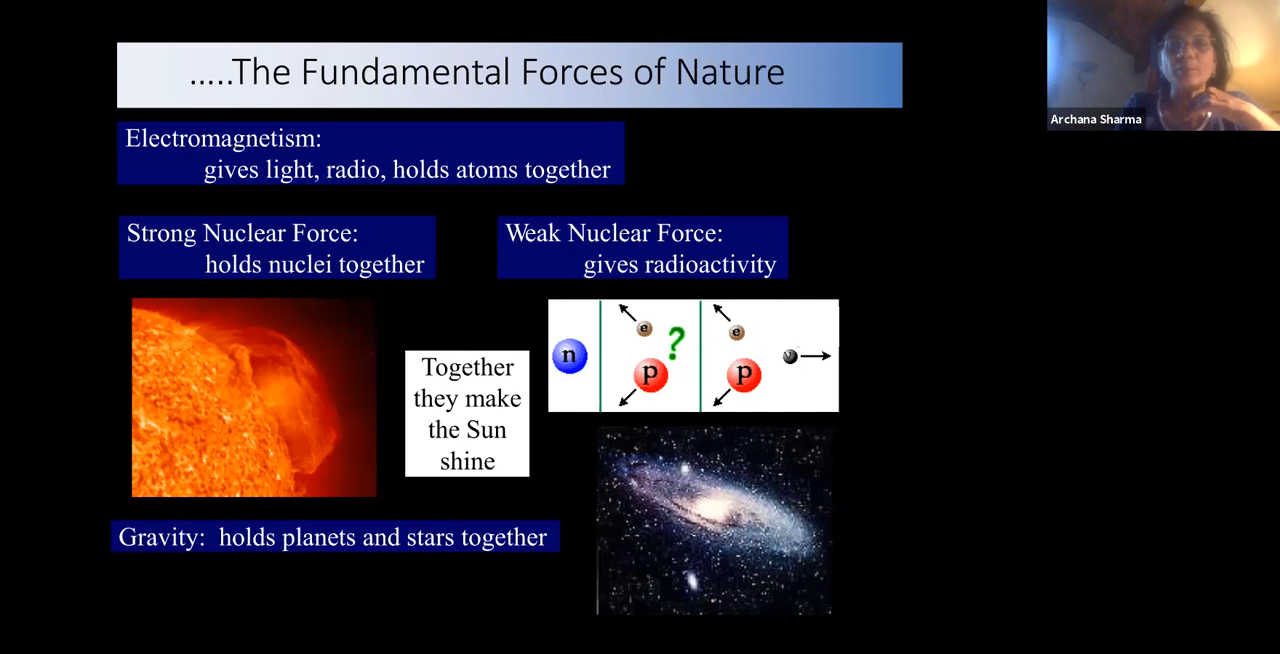 .....The Fundamental Forces of Nature
Archana Sharma
Electromagnetism:
gives light, radio, holds atoms together
Strong Nuclear Force:
holds nuclei together
Weak Nuclear Force:
gives radioactivity
n
e
?
p
e
p
ν
Together
they make
the Sun
shine
Gravity: holds planets and stars together